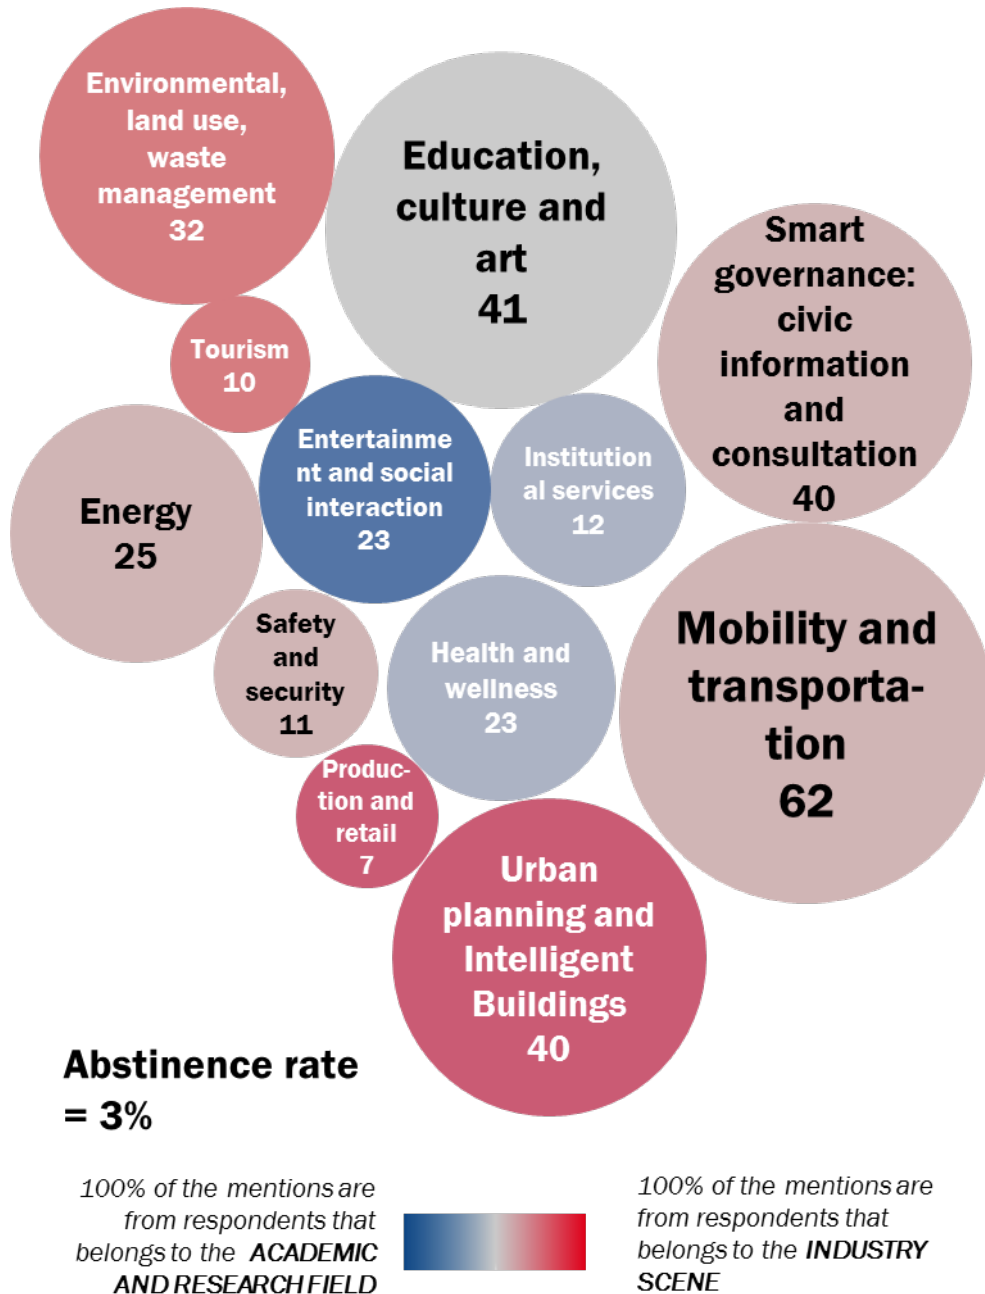 Environmental,
land use,
waste
management
32
Education,
culture and
art
41
Smart
governance:
civic
information
and
consultation
40
Tourism
10
Entertainme
nt and social
interaction
23
Institution
al services
12
Energy
25
Safety
and
security
11
Health and
wellness
23
Mobility and
transporta-
tion
62
Produc-
tion and
retail
7
Urban
planning and
Intelligent
Buildings
40
Abstinence rate
= 3%
100% of the mentions are
from respondents that
belongs to the ACADEMIC
AND RESEARCH FIELD
100% of the mentions are
from respondents that
belongs to the INDUSTRY
SCENE